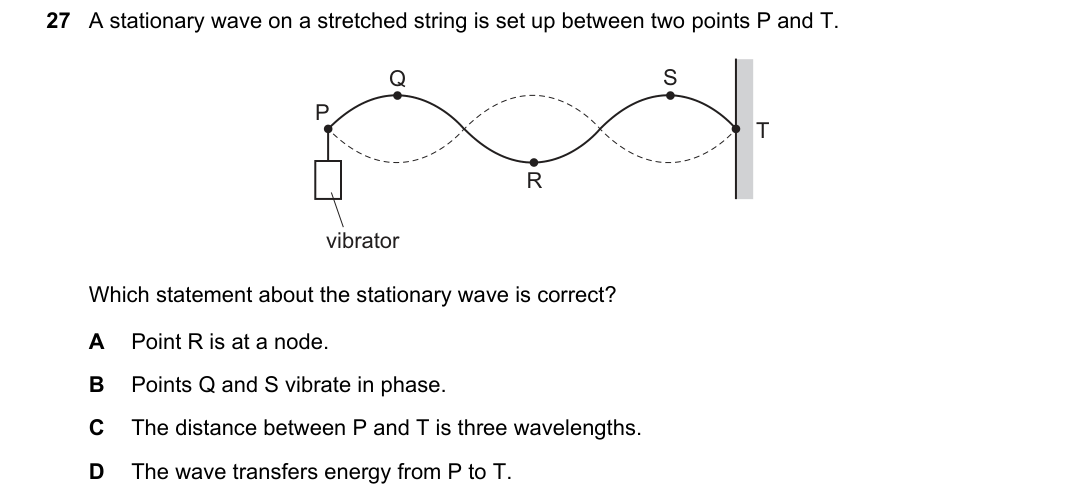 27 A stationary wave on a stretched string is set up between two points P and T.
Q
S
P
T
R
vibrator
Which statement about the stationary wave is correct?
A Point R is at a node.
B Points Q and S vibrate in phase.
C The distance between P and T is three wavelengths.
D The wave transfers energy from P to T.